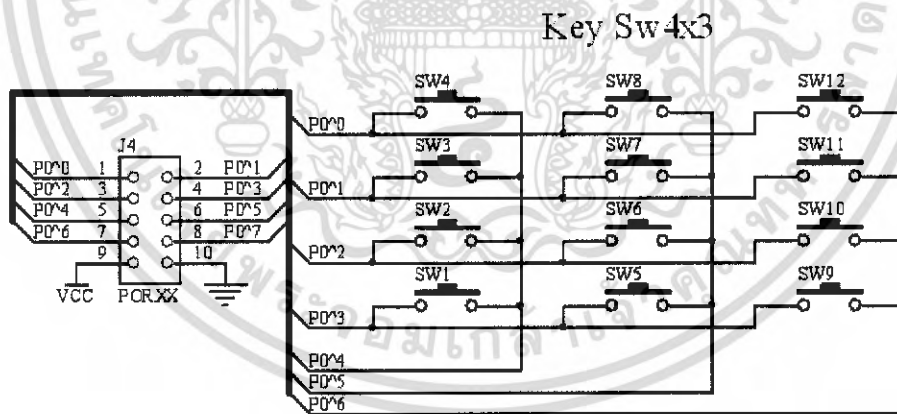 Key Sw 4x3
SW4 SW8 SW12
P0^0
J4
SW3 SW7 SW11
P0^0 1 2 P0^1
P0^1
P0^2 3 4 P0^3
P0^4 5 6 P0^5
SW2 SW6 SW10
P0^6 7 8 P0^7
P0^2
9 10
SW1 SW5 SW9
VCC PORXX
P0^3
P0^4
P0^5
P0^6